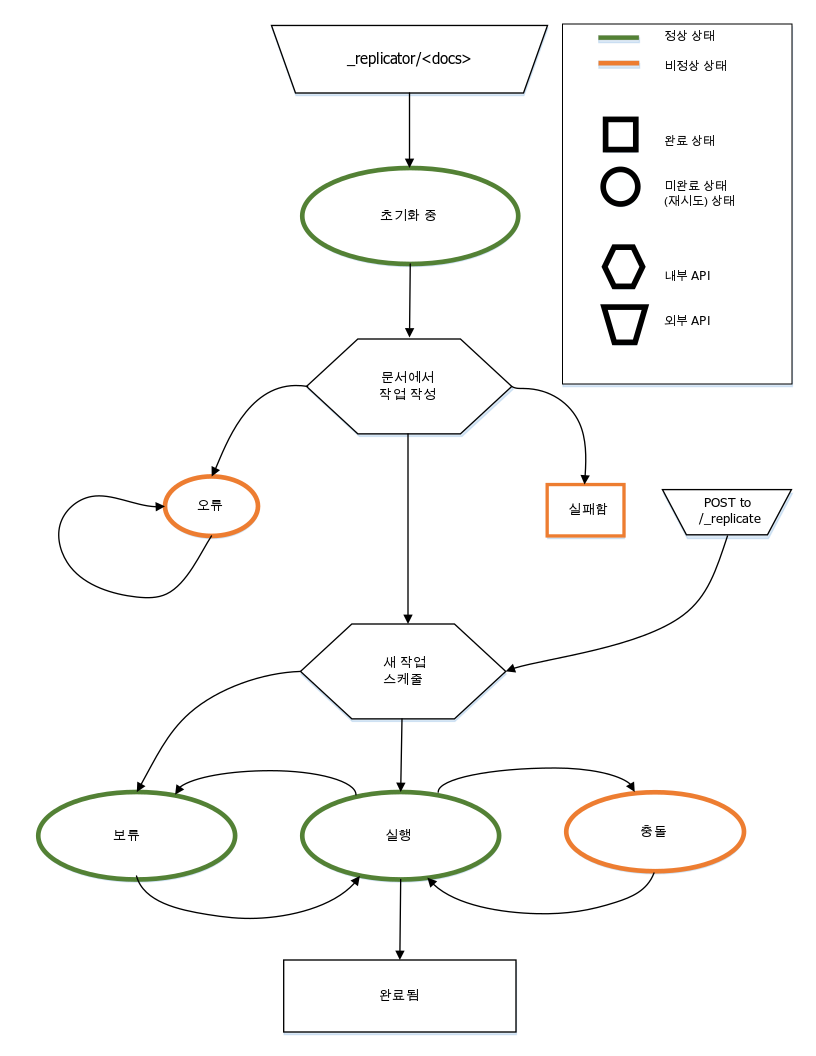 _replicator/<docs>
정상 상태
비정상 상태
완료 상태
미완료 상태
(재시도) 상태
내부 API
외부 API
초기화 중
문서에서
작업 작성
오류
실패함
POST to
/_replicate
새 작업
스케줄
보류
실행
충돌
완료됨